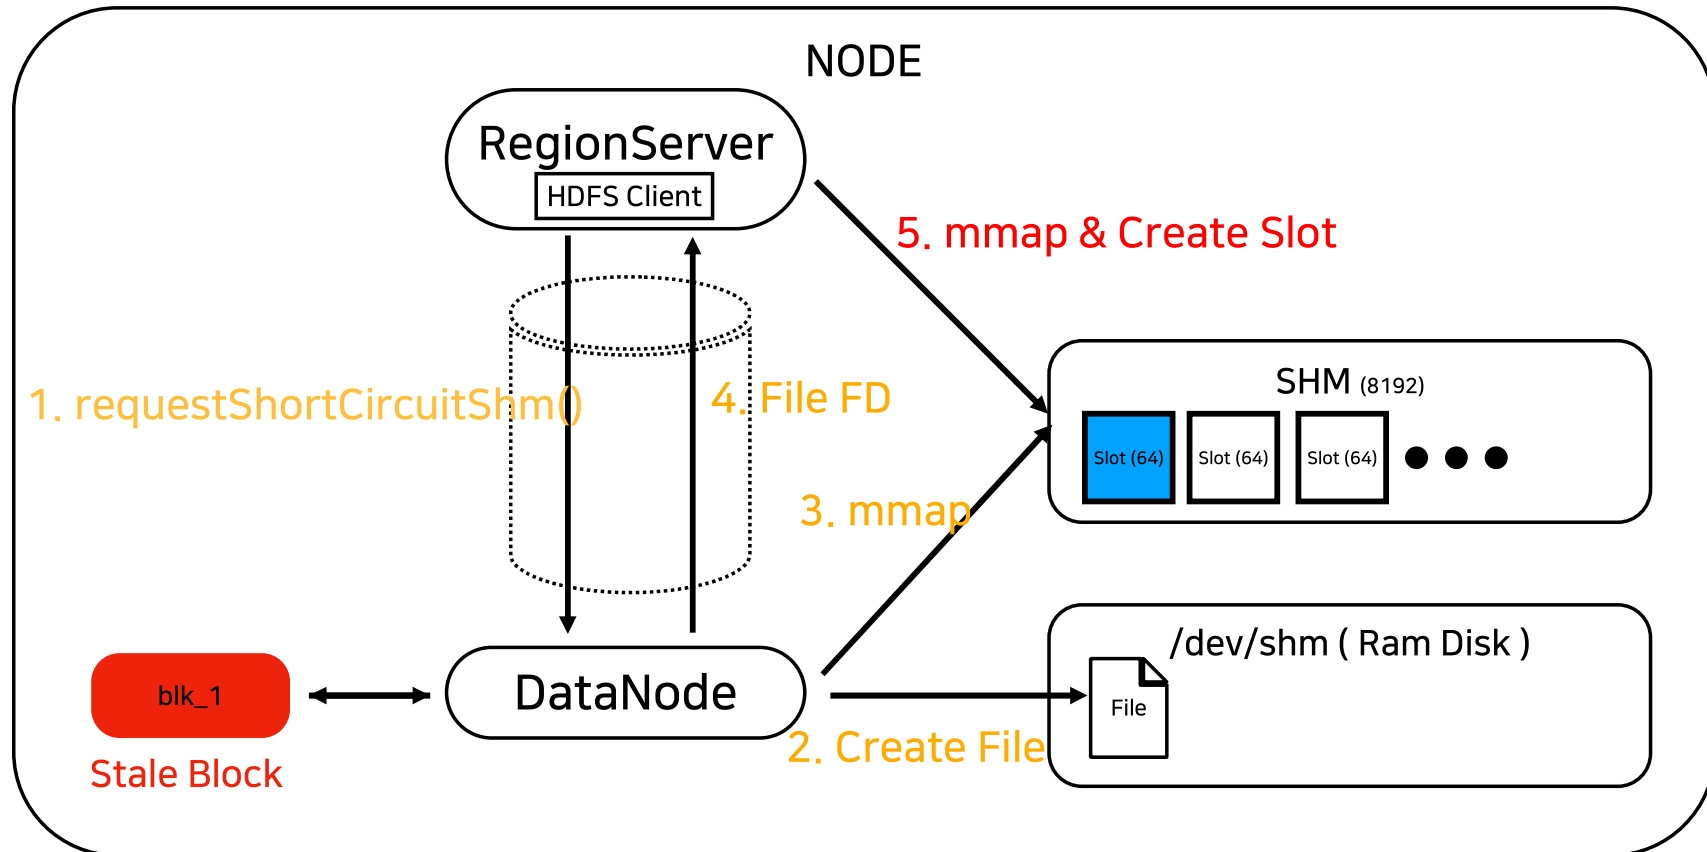 NODE
RegionServer
HDFS Client
5. mmap & Create Slot
1. requestShortCircuitShm()
4. File FD
SHM (8192)
Slot (64)
Slot (64)
Slot (64)
3. mmap
/dev/shm ( Ram Disk )
File
blk_1
DataNode
2. Create File
Stale Block